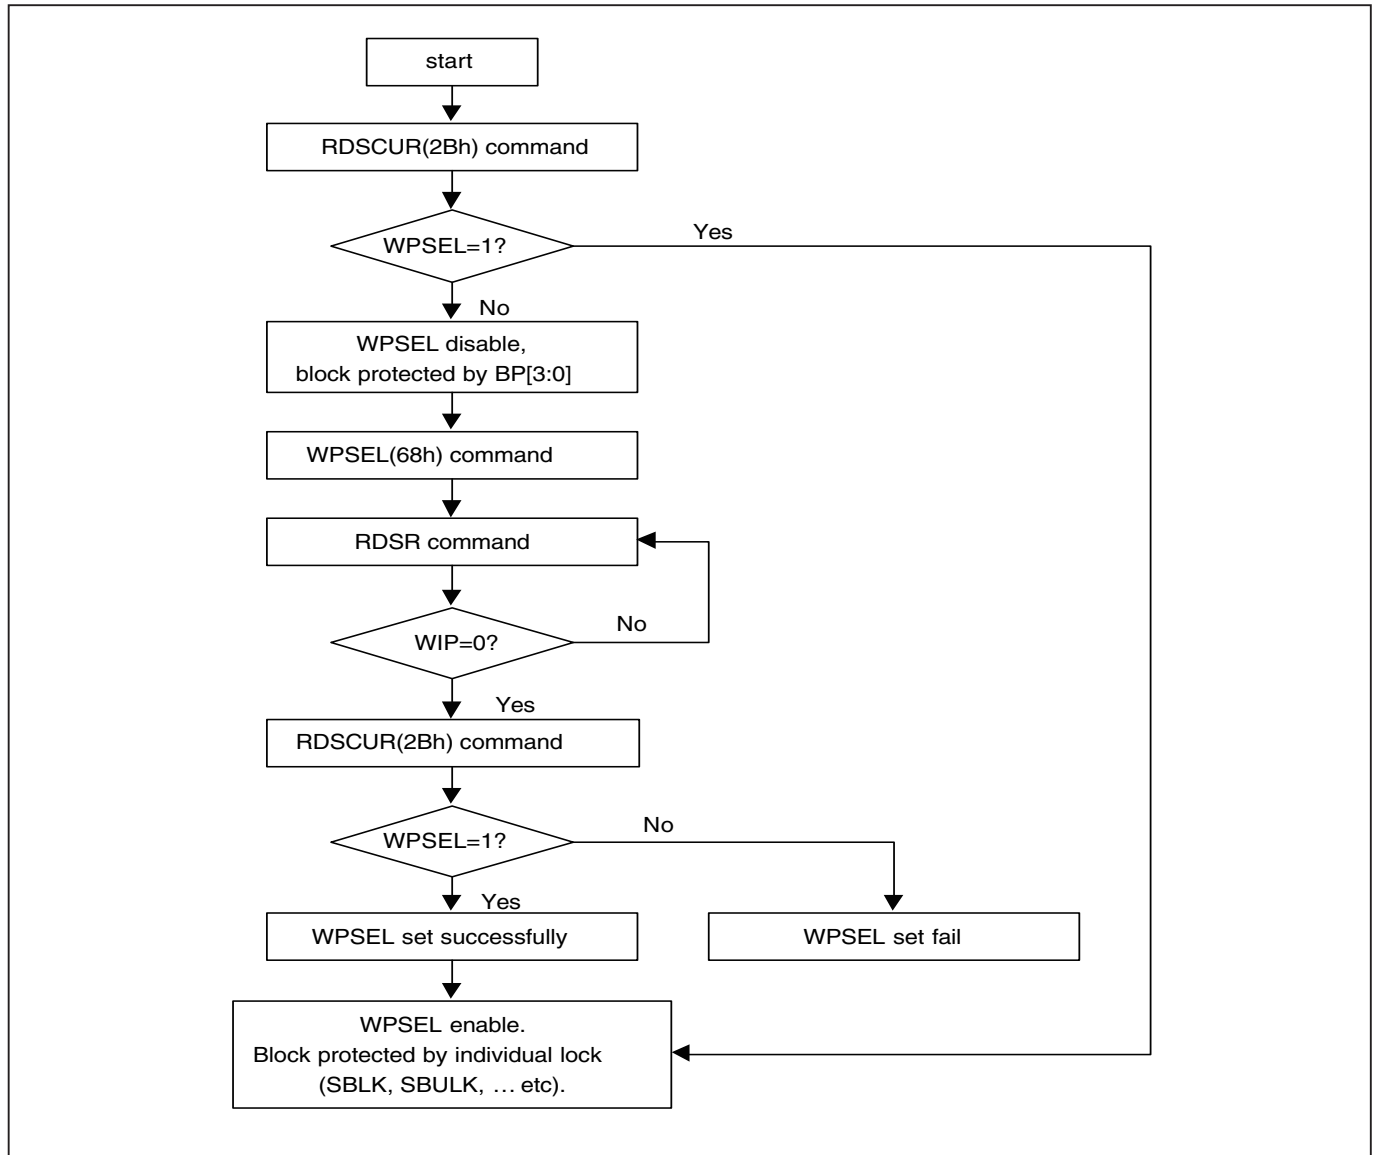 start
RDSCUR(2Bh) command
WPSEL=1?
Yes
No
WPSEL disable,
block protected by BP[3:0]
WPSEL(68h) command
RDSR command
WIP=0?
No
Yes
RDSCUR(2Bh) command
WPSEL=1?
No
Yes
WPSEL set successfully
WPSEL set fail
WPSEL enable.
Block protected by individual lock
(SBLK, SBULK, … etc).